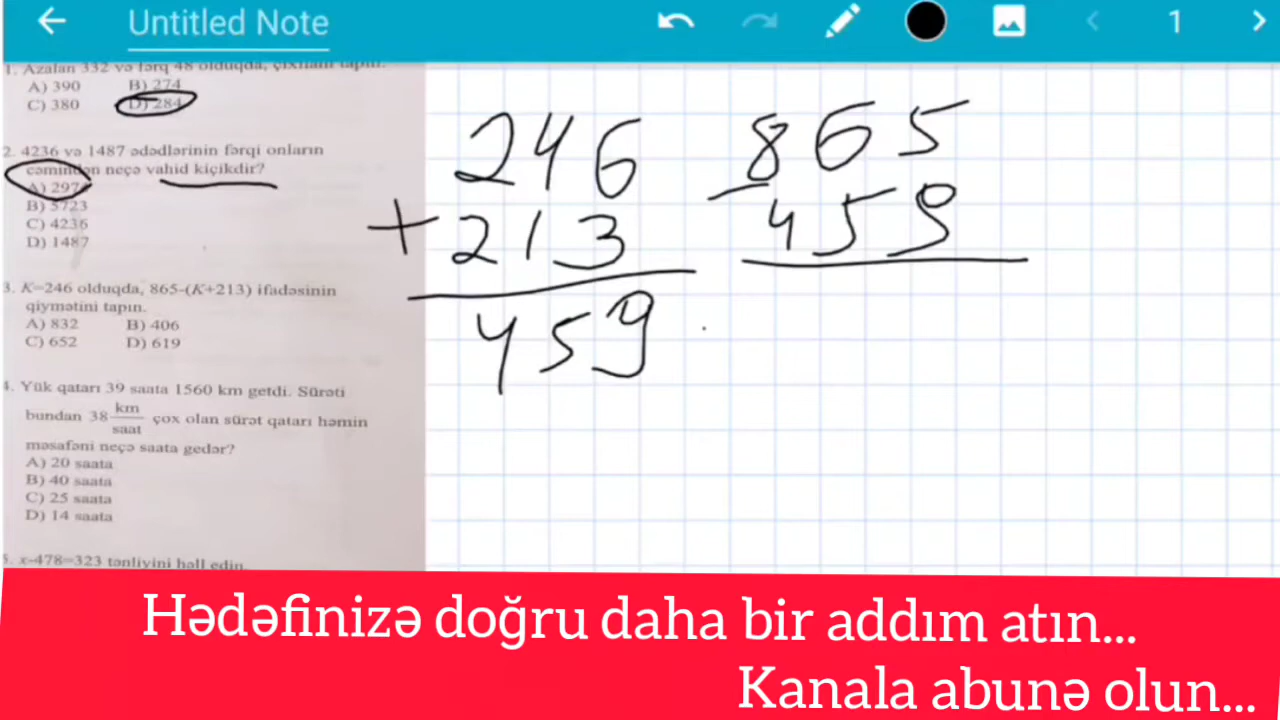 Untitled Note
1
1. Azalan 332 və fərq 48 olduqda, çıxılanı tapın.
A) 390 B) 274
C) 380 D) 284
2. 4236 və 1487 ədədlərinin fərqi onların
cəmindən neçə vahid kiçikdir?
A) 2974
B) 5723
C) 4236
D) 1487
3. K=246 olduqda, 865-(K+213) ifadəsinin
qiymətini tapın.
A) 832 B) 406
C) 652 D) 619
4. Yük qatarı 39 saata 1560 km getdi. Sürəti
bundan 38 km/saat çox olan sürət qatarı həmin
məsafəni neçə saata gedər?
A) 20 saata
B) 40 saata
C) 25 saata
D) 14 saata
5. x-478=323 tənliyini həll edin.
246
+ 213
459
865
- 459
Hədəfinizə doğru daha bir addım atın...
Kanala abunə olun...